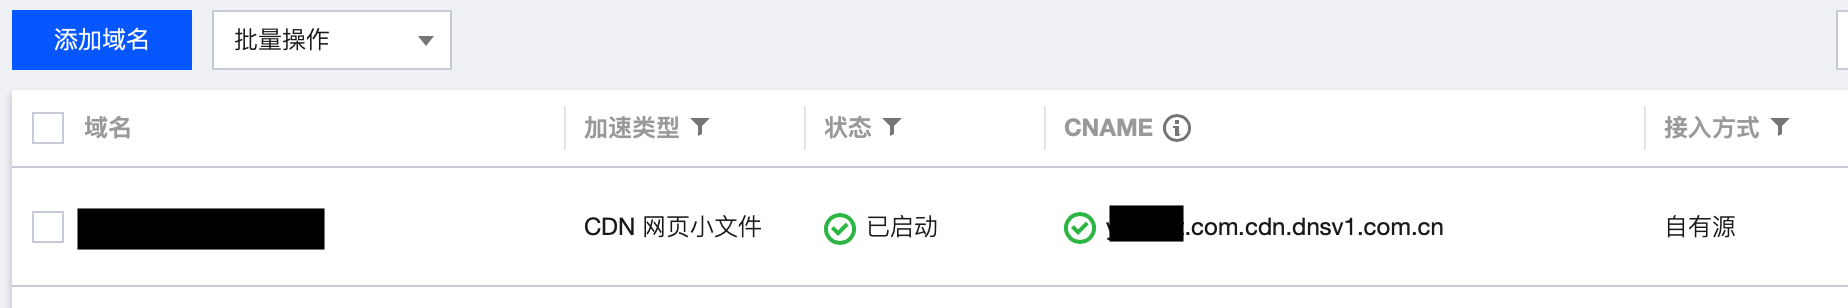 添加域名 批量操作
域名 加速类型 状态 CNAME 接入方式
CDN 网页小文件 已启动 .com.cdn.dnsv1.com.cn 自有源